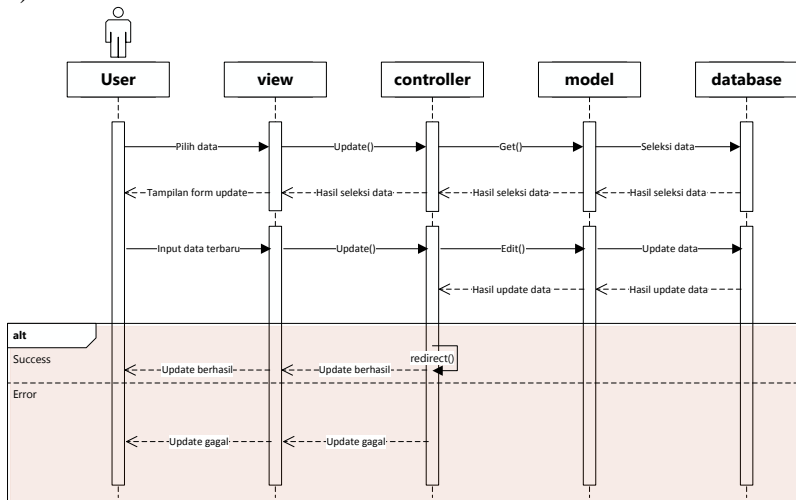 User
view
controller
model
database
Pilih data
Update()
Get()
Seleksi data
Tampilan form update
Hasil seleksi data
Hasil seleksi data
Hasil seleksi data
Input data terbaru
Update()
Edit()
Update data
Hasil update data
Hasil update data
alt
Success
redirect()
Update berhasil
Update berhasil
Error
Update gagal
Update gagal